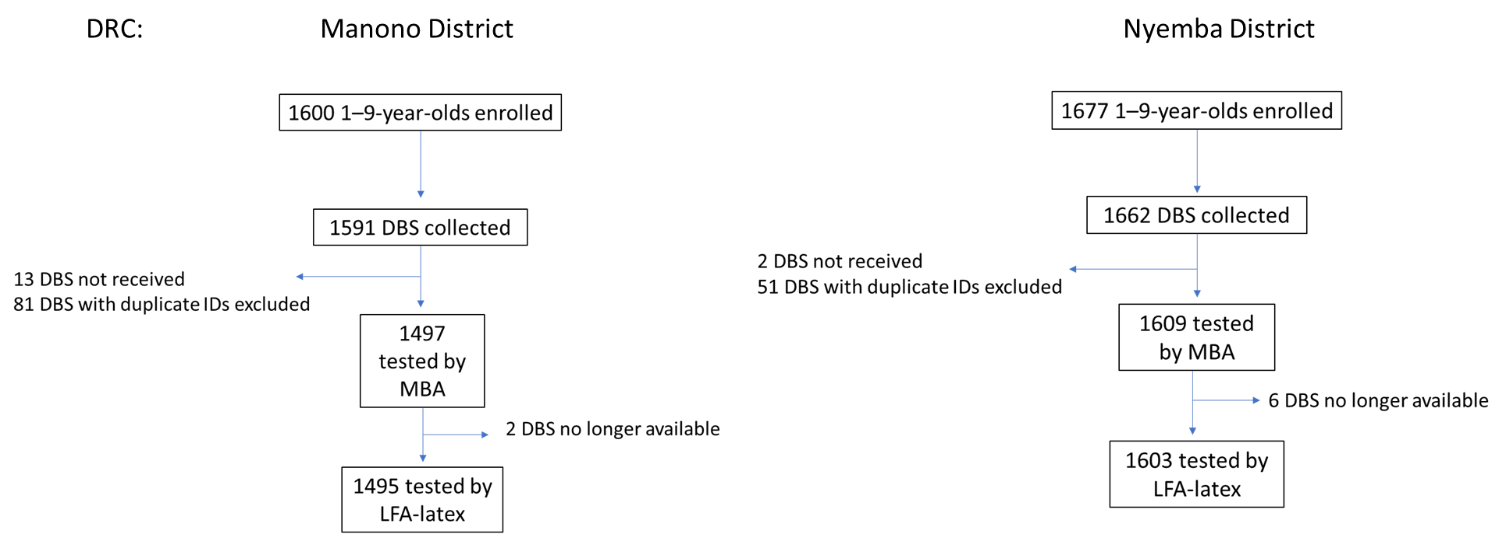 DRC:
Manono District
1600 1–9-year-olds enrolled
1591 DBS collected
13 DBS not received
81 DBS with duplicate IDs excluded
1497
tested by
MBA
2 DBS no longer available
1495 tested by
LFA-latex
Nyemba District
1677 1–9-year-olds enrolled
1662 DBS collected
2 DBS not received
51 DBS with duplicate IDs excluded
1609 tested
by MBA
6 DBS no longer available
1603 tested by
LFA-latex